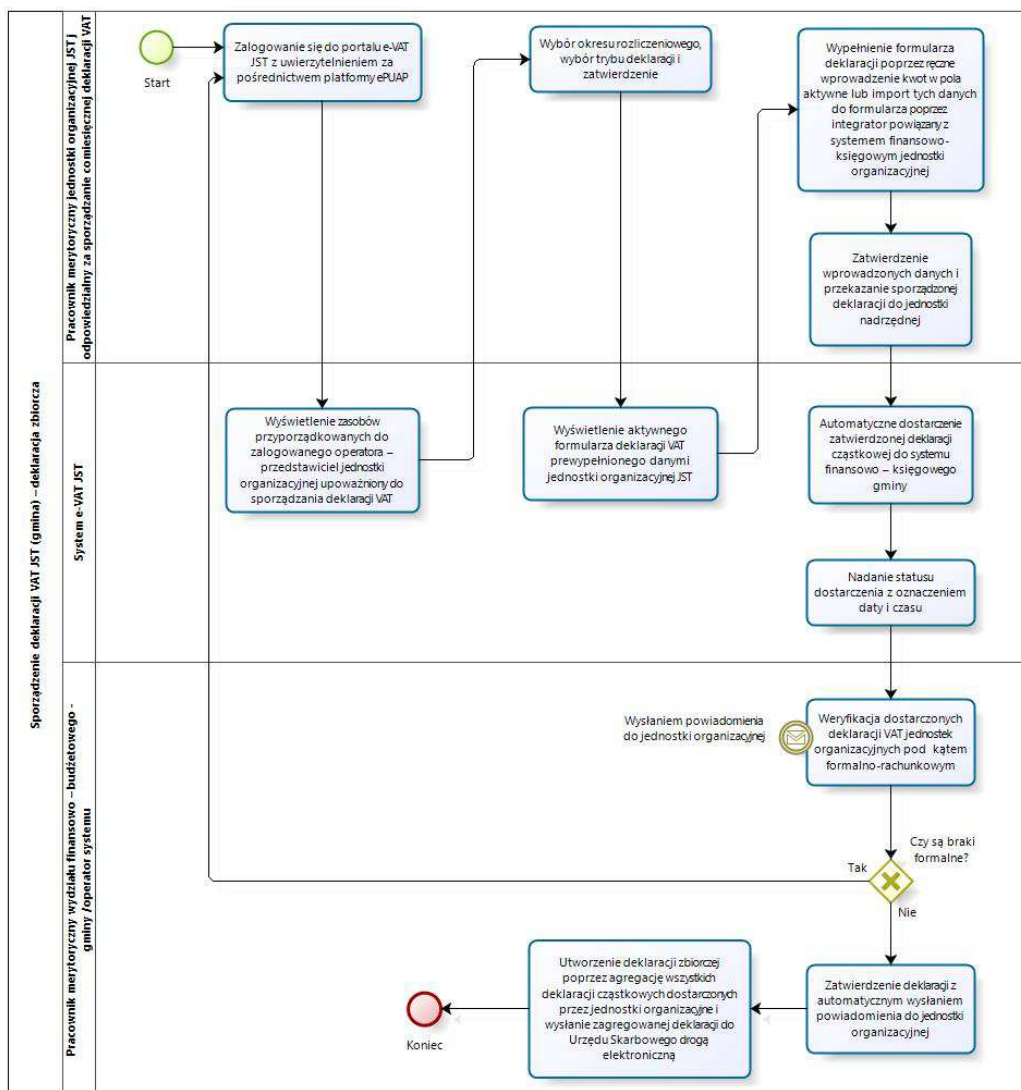 Sporządzenie deklaracji VAT JST (gmina) – deklaracja zbiorcza
Pracownik merytoryczny jednostki organizacyjnej JST j
odpowiedzialny za sporządzanie comiesięcznej deklaracji VAT
Start
Zalogowanie się do portalu e-VAT
JST z uwierzytelnieniem za
pośrednictwem platformy ePUAP
Wybór okresu rozliczeniowego,
wybór trybu deklaracji i
zatwierdzenie
Wypełnienie formularza
deklaracji poprzez ręczne
wprowadzenie kwot w pola
aktywne lub import tych danych
do formularza poprzez
integrator powiązany z
systemem finansowo-
księgowym jednostki
organizacyjnej
Zatwierdzenie
wprowadzonych danych i
przekazanie sporządzonej
deklaracji do jednostki
nadrzędnej
System e-VAT JST
Wyświetlenie zasobów
przyporządkowanych do
zalogowanego operatora –
przedstawiciel jednostki
organizacyjnej upoważniony do
sporządzania deklaracji VAT
Wyświetlenie aktywnego
formularza deklaracji VAT
prewypełnionego danymi
jednostki organizacyjnej JST
Automatyczne dostarczenie
zatwierdzonej deklaracji
cząstkowej do systemu
finansowo – księgowego
gminy
Nadanie statusu
dostarczenia z oznaczeniem
daty i czasu
Pracownik merytoryczny wydziału finansowo – budżetowego -
gminy /operator systemu
Wysłaniem powiadomienia
do jednostki organizacyjnej
Weryfikacja dostarczonych
deklaracji VAT jednostek
organizacyjnych pod kątem
formalno-rachunkowym
Czy są braki
formalne?
Tak
Nie
Zatwierdzenie deklaracji z
automatycznym wysłaniem
powiadomienia do jednostki
organizacyjnej
Utworzenie deklaracji zbiorczej
poprzez agregację wszystkich
deklaracji cząstkowych dostarczonych
przez jednostki organizacyjne i
wysłanie zagregowanej deklaracji do
Urzędu Skarbowego drogą
elektroniczną
Koniec